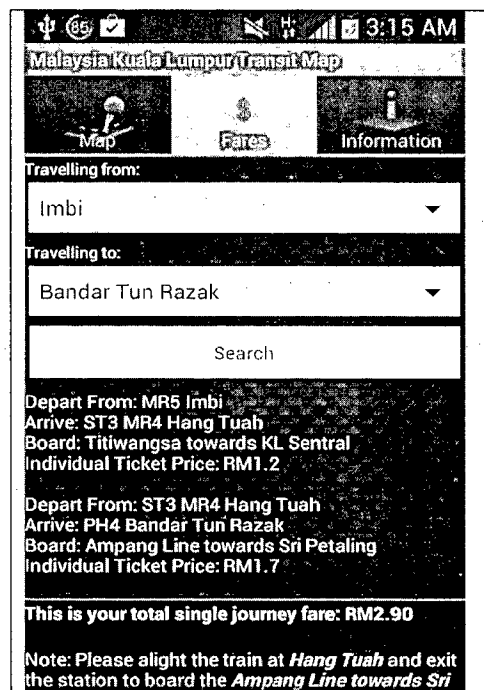 85 3:15 AM
Malaysia Kuala Lumpur Transit Map
Map Fares Information
Travelling from:
Imbi
Travelling to:
Bandar Tun Razak
Search
Depart From: MR5 Imbi
Arrive: ST3 MR4 Hang Tuah
Board: Titiwangsa towards KL Sentral
Individual Ticket Price: RM1.2
Depart From: ST3 MR4 Hang Tuah
Arrive: PH4 Bandar Tun Razak
Board: Ampang Line towards Sri Petaling
Individual Ticket Price: RM1.7
This is your total single journey fare: RM2.90
Note: Please alight the train at Hang Tuah and exit
the station to board the Ampang Line towards Sri